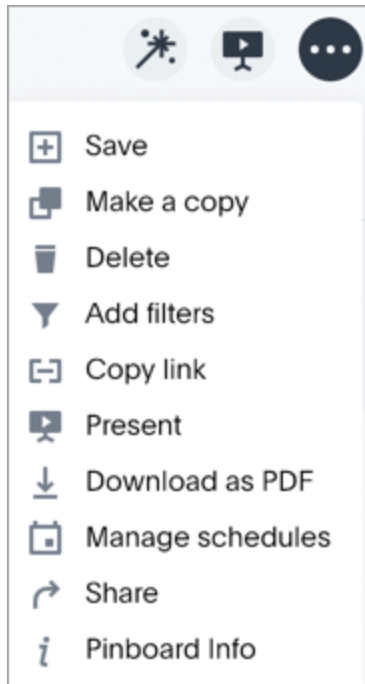 Save
Make a copy
Delete
Add filters
Copy link
Present
Download as PDF
Manage schedules
Share
Pinboard Info